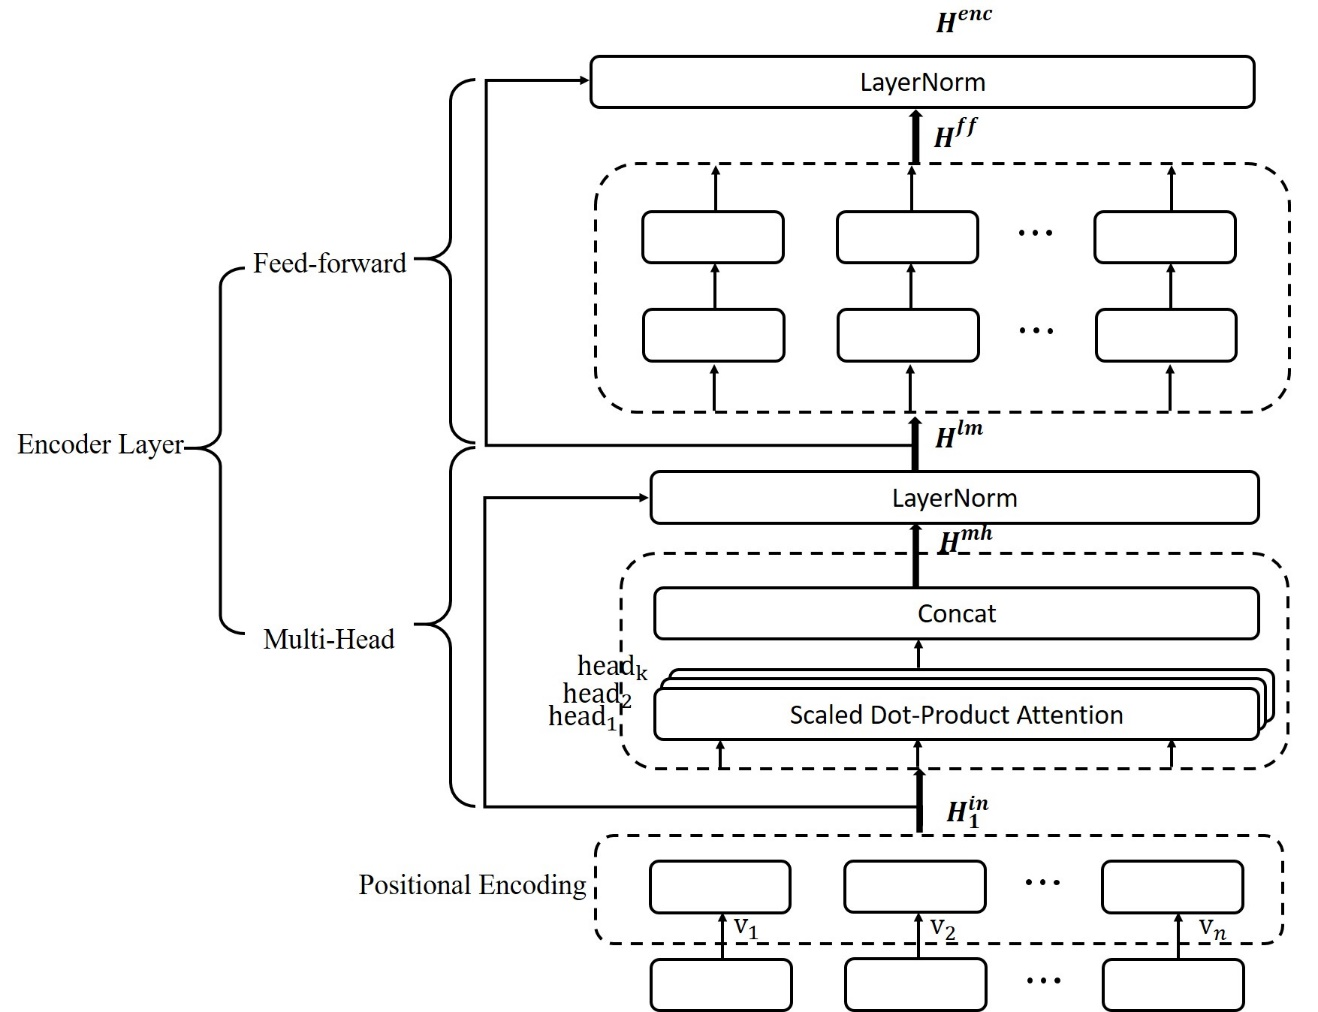 H^enc
LayerNorm
H^ff
Feed-forward
...
...
H^lm
Encoder Layer
LayerNorm
H^mh
Concat
Multi-Head
head_k
head_2
head_1
Scaled Dot-Product Attention
H_1^in
Positional Encoding
...
v_1
v_2
v_n
...